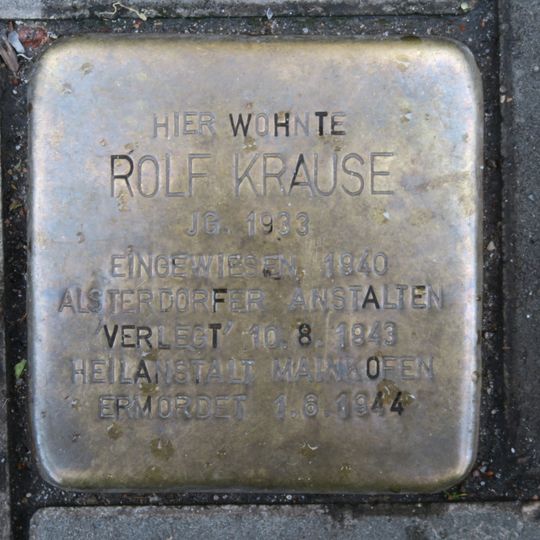 HIER WOHNTE
ROLF KRAUSE
JG. 1933
EINGEWIESEN 1940
ALSTERDORFER ANSTALTEN
'VERLEGT' 10.8.1943
HEILANSTALT MAINKOFEN
ERMORDET 1.6.1944